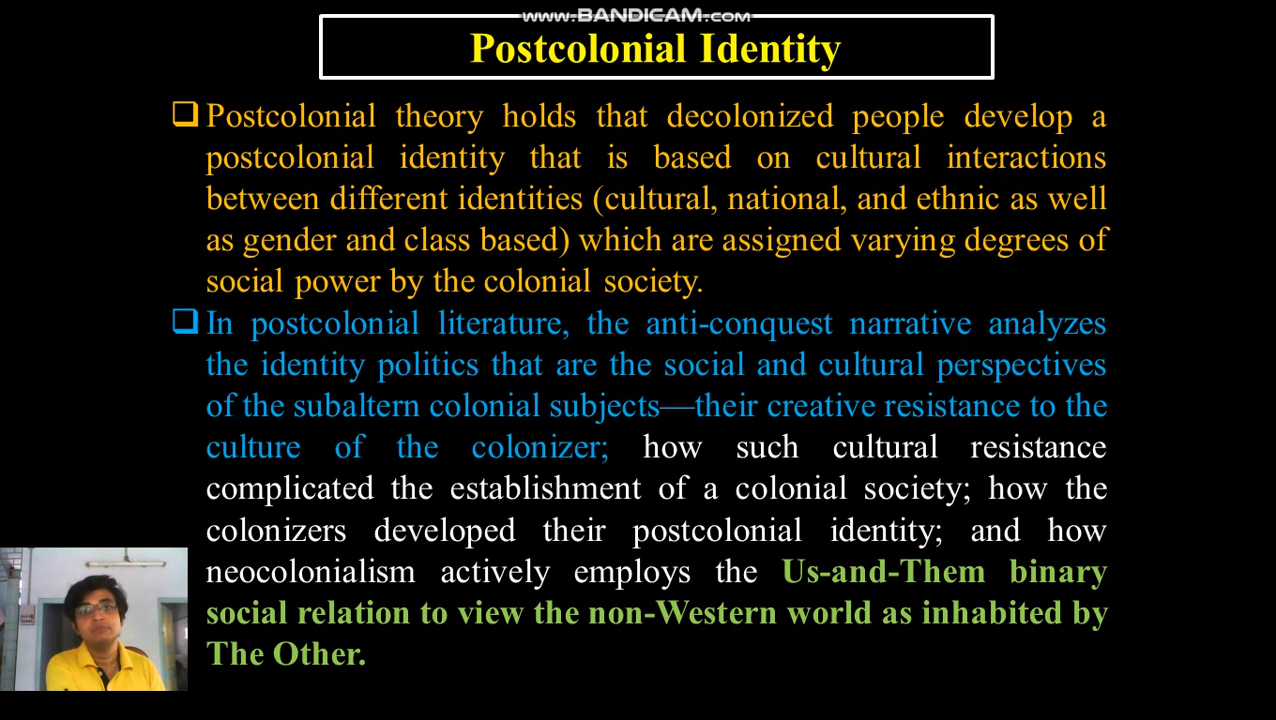 www.BANDICAM.com
Postcolonial Identity
❑ Postcolonial theory holds that decolonized people develop a
postcolonial identity that is based on cultural interactions
between different identities (cultural, national, and ethnic as well
as gender and class based) which are assigned varying degrees of
social power by the colonial society.
❑ In postcolonial literature, the anti-conquest narrative analyzes
the identity politics that are the social and cultural perspectives
of the subaltern colonial subjects—their creative resistance to the
culture of the colonizer; how such cultural resistance
complicated the establishment of a colonial society; how the
colonizers developed their postcolonial identity; and how
neocolonialism actively employs the Us-and-Them binary
social relation to view the non-Western world as inhabited by
The Other.